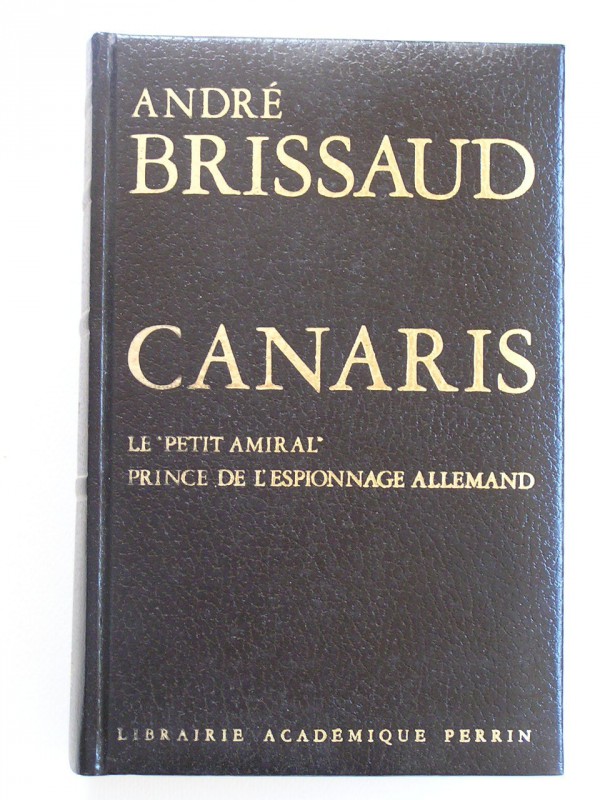 ANDRÉ
BRISSAUD
CANARIS
LE "PETIT AMIRAL"
PRINCE DE L'ESPIONNAGE ALLEMAND
LIBRAIRIE ACADÉMIQUE PERRIN